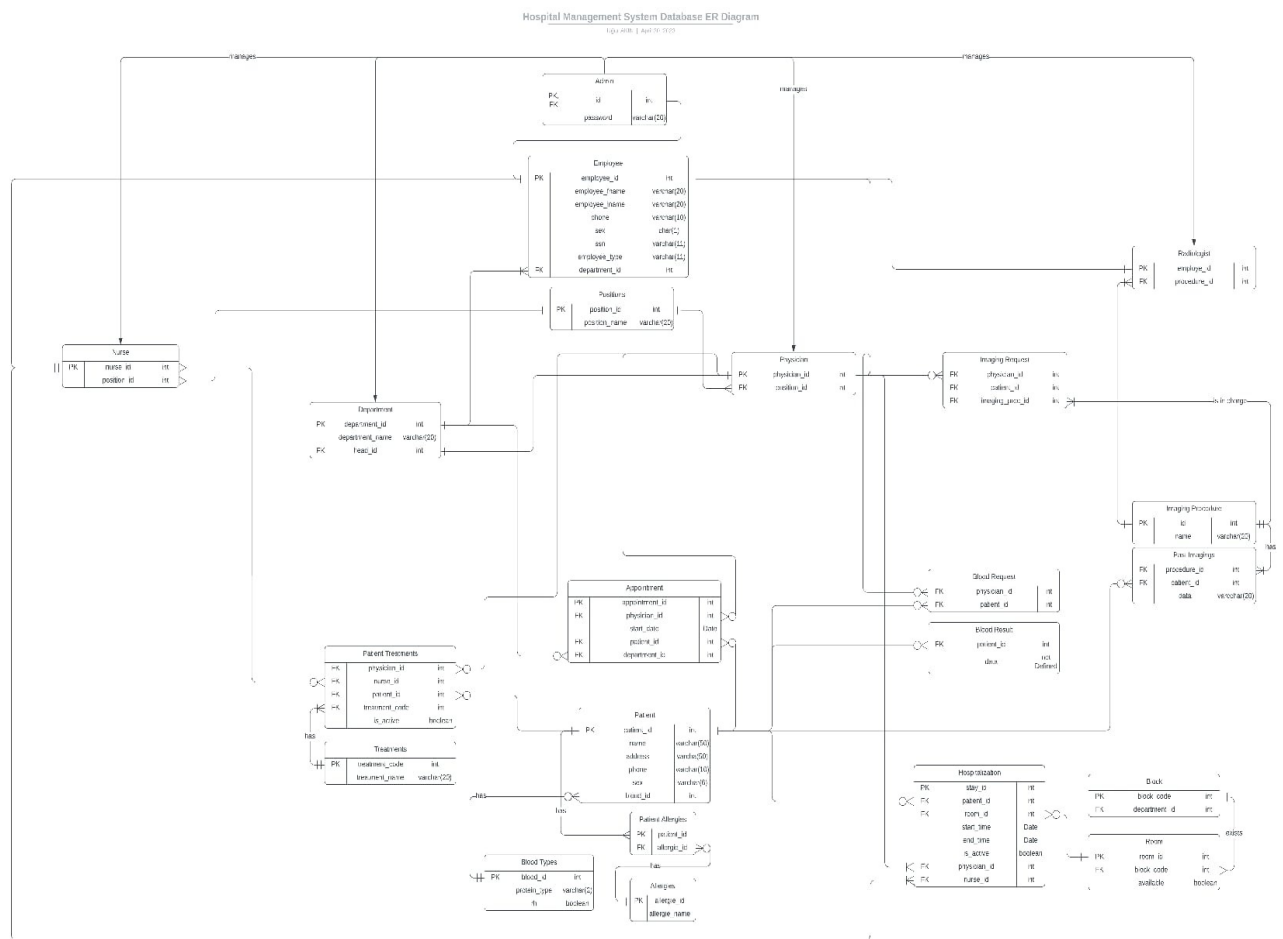 Hospital Management System Database ER Diagram
manages
manages
manages
Admin
PK, FK id int
password varchar(20)
Employee
PK employee_id int
employee_fname varchar(20)
employee_lname varchar(20)
phone varchar(10)
sex char(1)
ssn varchar(11)
employee_type varchar(11)
FK department_id int
Radiologist
PK employe_id int
FK procedure_id int
Positions
PK position_id int
position_name varchar(20)
Nurse
PK nurse_id int
position_id int
Physician
PK physician_id int
FK position_id int
Imaging Request
FK physician_id int
FK patient_id int
FK imaging_proc_id int
is in charge
Department
PK department_id int
department_name varchar(20)
FK head_id int
Imaging Procedure
PK id int
name varchar(20)
has
Past Imagings
FK procedure_id int
FK patient_id int
data varchar(20)
Appointment
PK appointment_id int
FK physician_id int
start_date Date
FK patient_id int
FK department_id int
Blood Request
FK physician_id int
FK patient_id int
Blood Result
FK patient_id int
data not Defined
Patient Treatments
FK physician_id int
FK nurse_id int
FK patient_id int
FK treatment_code int
is_active boolean
has
Treatments
PK treatment_code int
treatment_name varchar(20)
Patient
PK patient_id int
name varchar(50)
address varchar(50)
phone varchar(10)
sex varchar(6)
blood_id int
has
has
Patient Allergies
PK patient_id
FK allergie_id
has
Blood Types
PK blood_id int
protein_type varchar(2)
rh boolean
Allergies
PK allergie_id
allergie_name
Hospitalization
PK stay_id int
FK patient_id int
FK room_id int
start_time Date
end_time Date
is_active boolean
FK physician_id int
FK nurse_id int
Block
PK block_code int
FK department_id int
exists
Room
PK room_id int
FK block_code int
available boolean